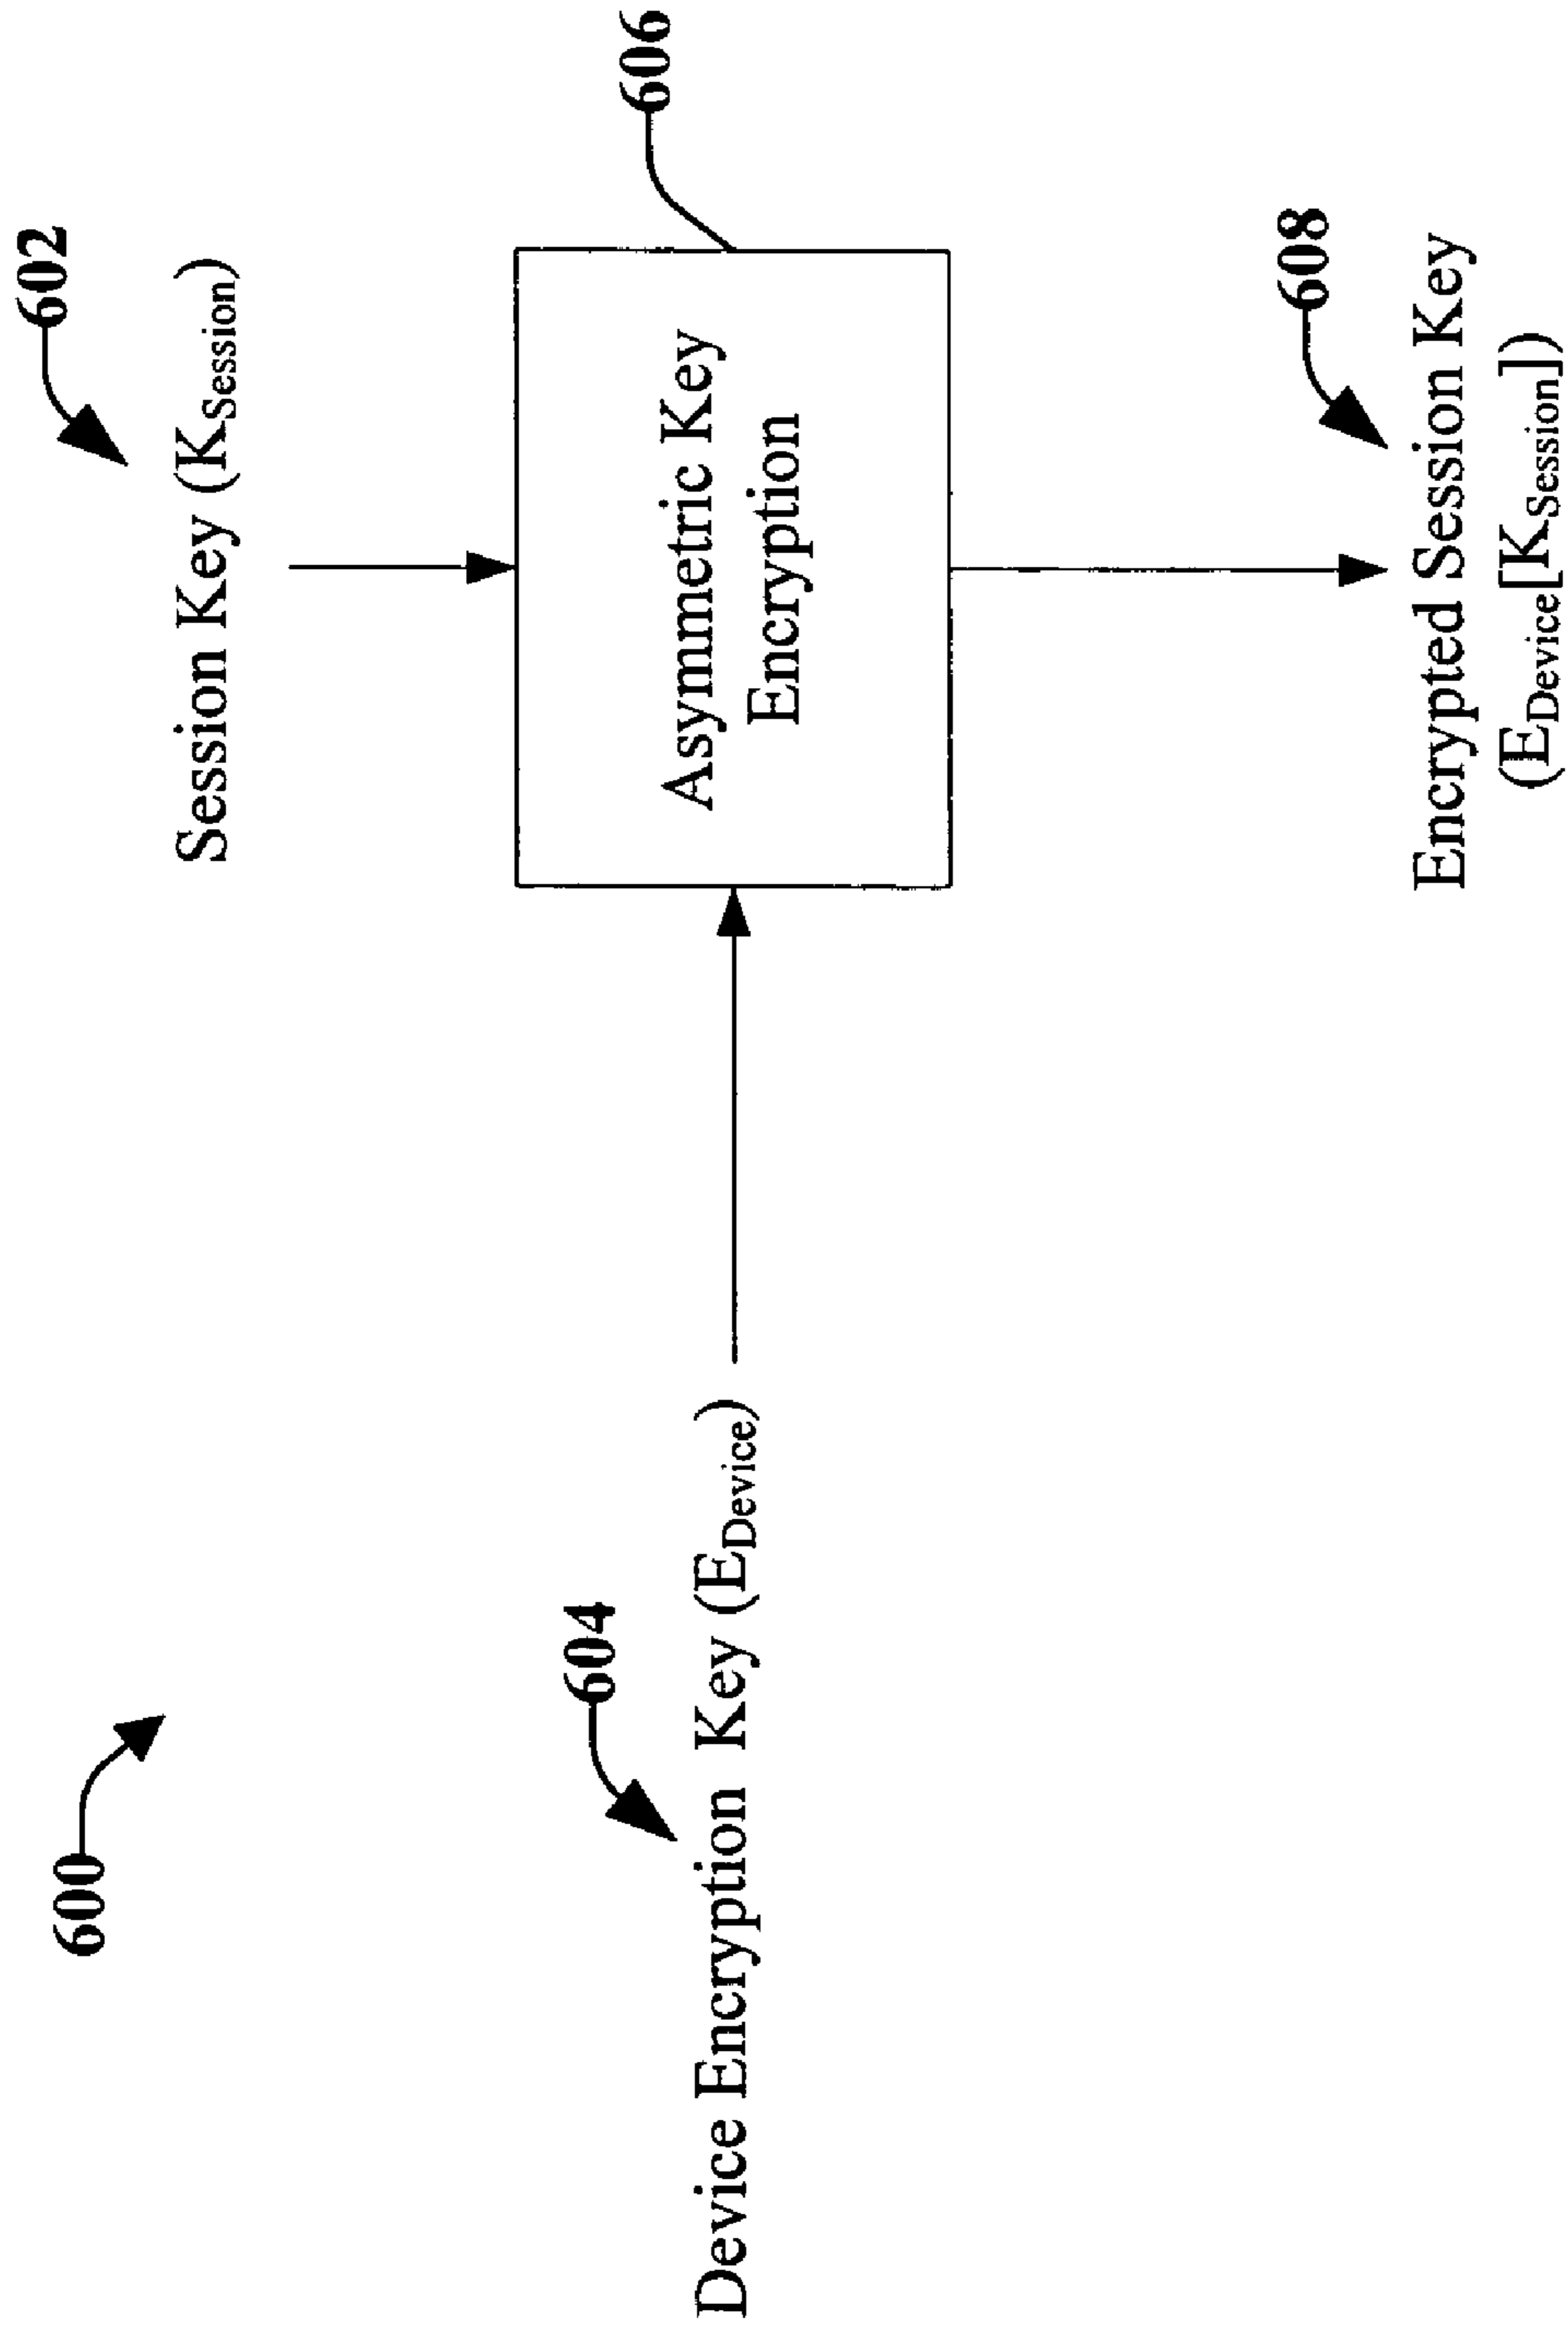 600
602
Session Key (K_Session)
604
Device Encryption Key (E_Device)
606
Asymmetric Key
Encryption
608
Encrypted Session Key
(E_Device[K_Session])